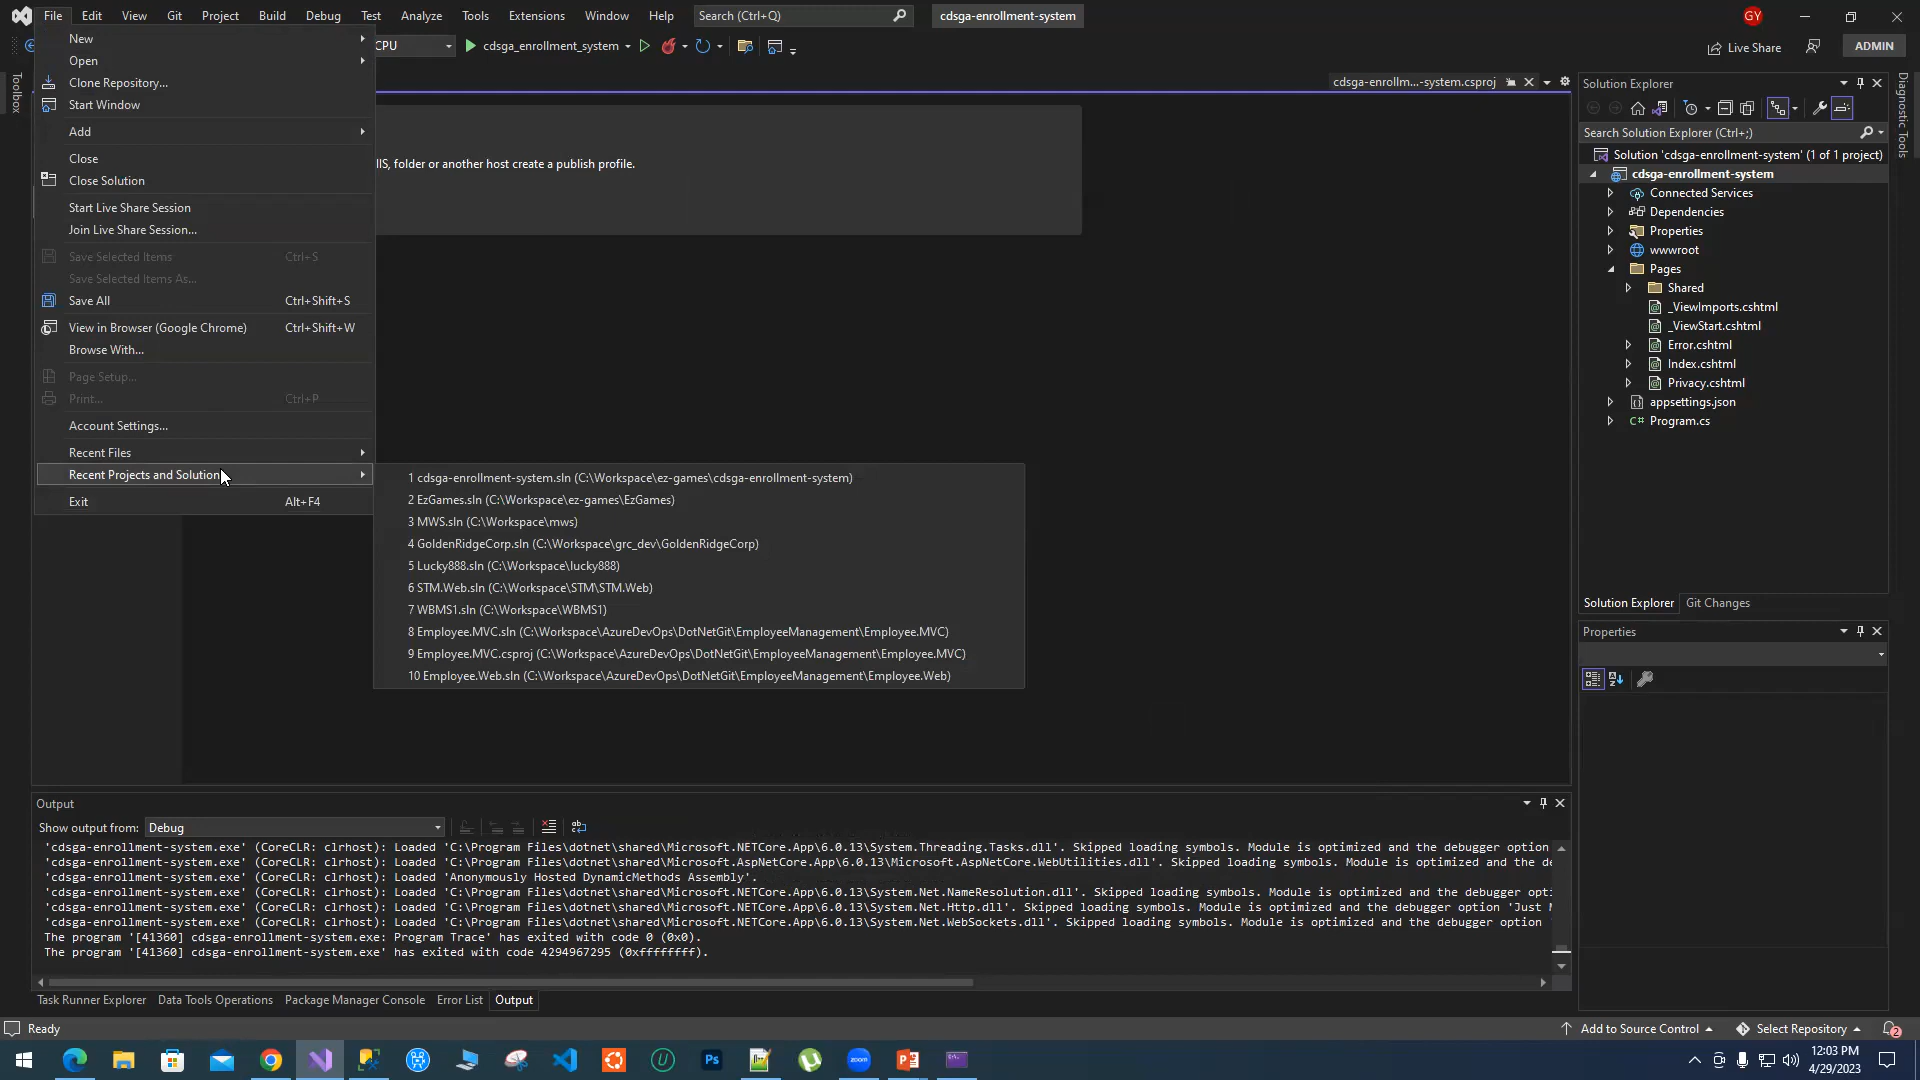 File Edit View Git Project Build Debug Test Analyze Tools Extensions Window Help Search (Ctrl+Q) cdsga-enrollment-system GY
CPU cdsga_enrollment_system Live Share ADMIN
New
Open
Clone Repository...
Start Window
Add
Close
Close Solution
Start Live Share Session
Join Live Share Session...
Save Selected Items Ctrl+S
Save Selected Items As...
Save All Ctrl+Shift+S
View in Browser (Google Chrome) Ctrl+Shift+W
Browse With...
Page Setup...
Print... Ctrl+P
Account Settings...
Recent Files
Recent Projects and Solution
Exit Alt+F4
1 cdsga-enrollment-system.sln (C:\Workspace\ez-games\cdsga-enrollment-system)
2 EzGames.sln (C:\Workspace\ez-games\EzGames)
3 MWS.sln (C:\Workspace\mws)
4 GoldenRidgeCorp.sln (C:\Workspace\grc_dev\GoldenRidgeCorp)
5 Lucky888.sln (C:\Workspace\lucky888)
6 STM.Web.sln (C:\Workspace\STM\STM.Web)
7 WBMS1.sln (C:\Workspace\WBMS1)
8 Employee.MVC.sln (C:\Workspace\AzureDevOps\DotNetGit\EmployeeManagement\Employee.MVC)
9 Employee.MVC.csproj (C:\Workspace\AzureDevOps\DotNetGit\EmployeeManagement\Employee.MVC)
10 Employee.Web.sln (C:\Workspace\AzureDevOps\DotNetGit\EmployeeManagement\Employee.Web)
Toolbox
cdsga-enrollm...-system.csproj
IIS, folder or another host create a publish profile.
Solution Explorer
Search Solution Explorer (Ctrl+;)
Solution 'cdsga-enrollment-system' (1 of 1 project)
cdsga-enrollment-system
Connected Services
Dependencies
Properties
wwwroot
Pages
Shared
_ViewImports.cshtml
_ViewStart.cshtml
Error.cshtml
Index.cshtml
Privacy.cshtml
appsettings.json
C# Program.cs
Solution Explorer Git Changes
Properties
Diagnostic Tools
Output
Show output from: Debug
'cdsga-enrollment-system.exe' (CoreCLR: clrhost): Loaded 'C:\Program Files\dotnet\shared\Microsoft.NETCore.App\6.0.13\System.Threading.Tasks.dll'. Skipped loading symbols. Module is optimized and the debugger option
'cdsga-enrollment-system.exe' (CoreCLR: clrhost): Loaded 'C:\Program Files\dotnet\shared\Microsoft.AspNetCore.App\6.0.13\Microsoft.AspNetCore.WebUtilities.dll'. Skipped loading symbols. Module is optimized and the de
'cdsga-enrollment-system.exe' (CoreCLR: clrhost): Loaded 'Anonymously Hosted DynamicMethods Assembly'.
'cdsga-enrollment-system.exe' (CoreCLR: clrhost): Loaded 'C:\Program Files\dotnet\shared\Microsoft.NETCore.App\6.0.13\System.Net.NameResolution.dll'. Skipped loading symbols. Module is optimized and the debugger opti
'cdsga-enrollment-system.exe' (CoreCLR: clrhost): Loaded 'C:\Program Files\dotnet\shared\Microsoft.NETCore.App\6.0.13\System.Net.Http.dll'. Skipped loading symbols. Module is optimized and the debugger option 'Just M
'cdsga-enrollment-system.exe' (CoreCLR: clrhost): Loaded 'C:\Program Files\dotnet\shared\Microsoft.NETCore.App\6.0.13\System.Net.WebSockets.dll'. Skipped loading symbols. Module is optimized and the debugger option '
The program '[41360] cdsga-enrollment-system.exe: Program Trace' has exited with code 0 (0x0).
The program '[41360] cdsga-enrollment-system.exe' has exited with code 4294967295 (0xffffffff).
Task Runner Explorer Data Tools Operations Package Manager Console Error List Output
Ready Add to Source Control Select Repository 2
Ps zoom 12:03 PM
4/29/2023